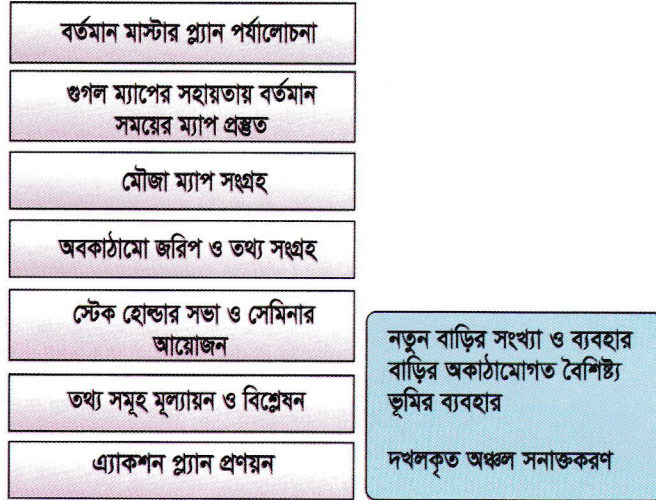 বর্তমান মাস্টার প্ল্যান পর্যালোচনা
গুগল ম্যাপের সহায়তায় বর্তমান
সময়ের ম্যাপ প্রস্তুত
মৌজা ম্যাপ সংগ্রহ
অবকাঠামো জরিপ ও তথ্য সংগ্রহ
স্টেক হোল্ডার সভা ও সেমিনার
আয়োজন
তথ্য সমূহ মূল্যায়ন ও বিশ্লেষন
এ্যাকশন প্ল্যান প্রণয়ন
নতুন বাড়ির সংখ্যা ও ব্যবহার
বাড়ির অকাঠামোগত বৈশিষ্ট্য
ভূমির ব্যবহার
দখলকৃত অঞ্চল সনাক্তকরণ